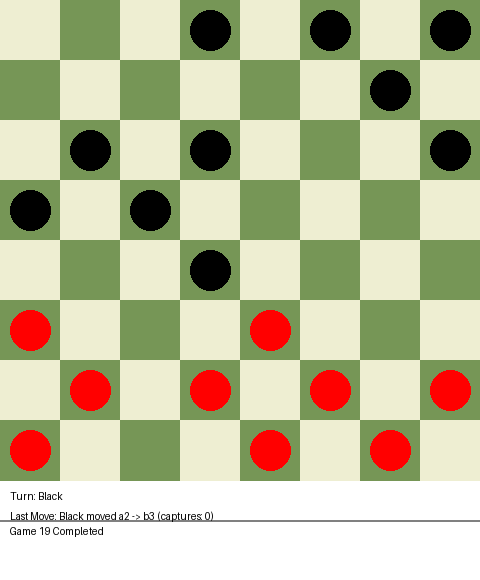 Turn: Black
Last Move: Black moved a2 -> b3 (captures: 0)
Game 19 Completed